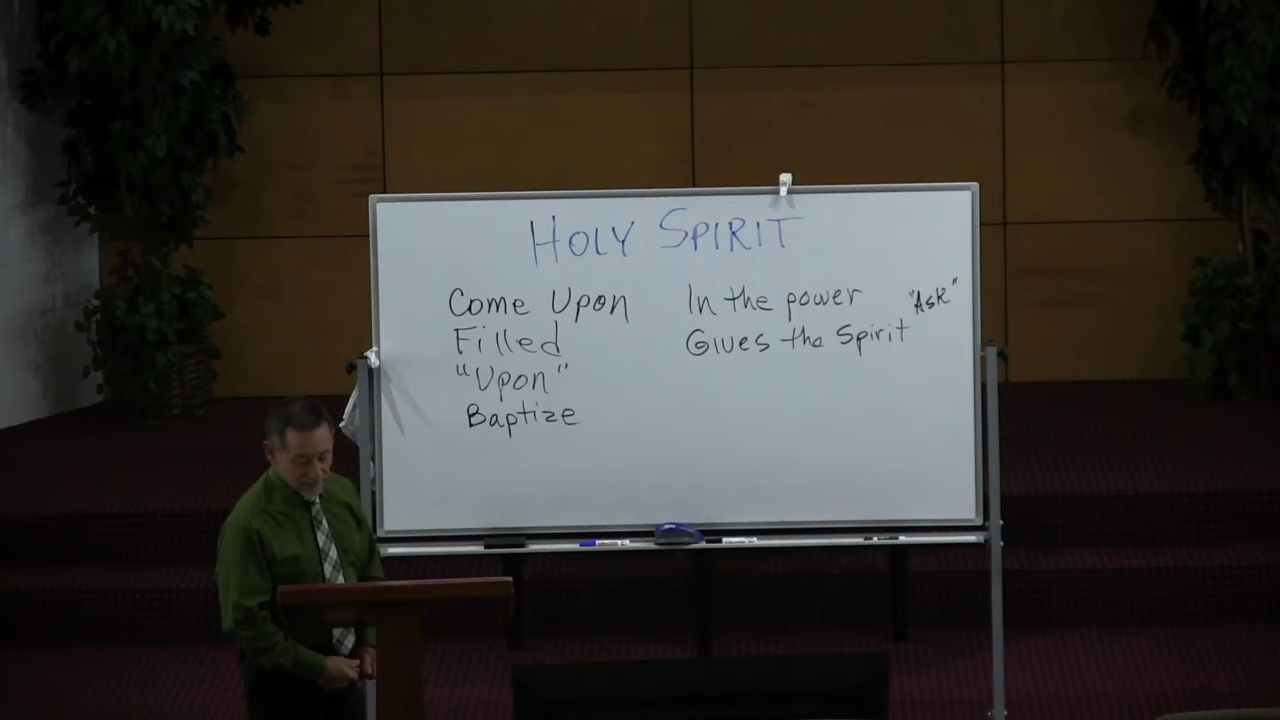 HOLY SPIRIT
Come Upon
Filled
"Upon"
Baptize
In the power "Ask"
Gives the Spirit